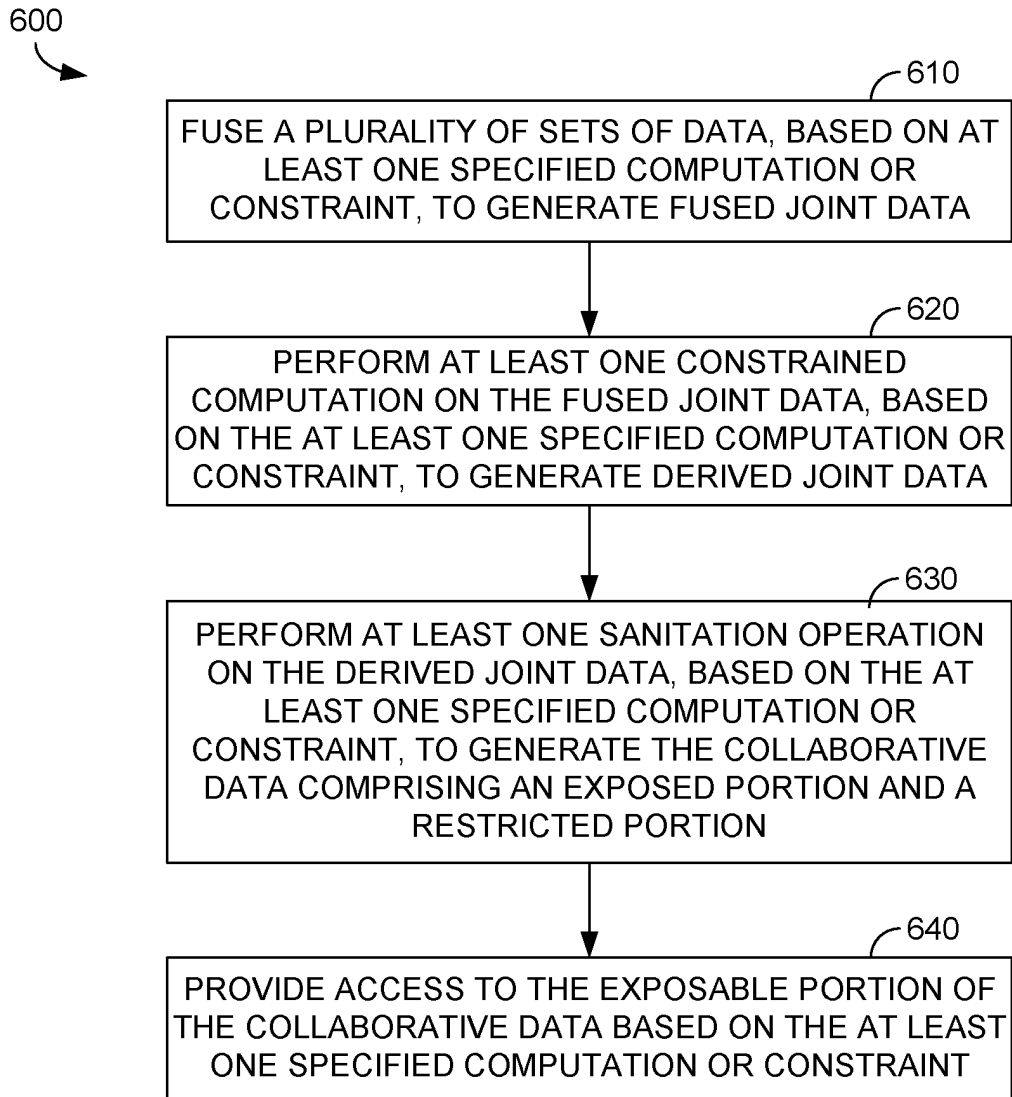 600
610
FUSE A PLURALITY OF SETS OF DATA, BASED ON AT
LEAST ONE SPECIFIED COMPUTATION OR
CONSTRAINT, TO GENERATE FUSED JOINT DATA
620
PERFORM AT LEAST ONE CONSTRAINED
COMPUTATION ON THE FUSED JOINT DATA, BASED
ON THE AT LEAST ONE SPECIFIED COMPUTATION OR
CONSTRAINT, TO GENERATE DERIVED JOINT DATA
630
PERFORM AT LEAST ONE SANITATION OPERATION
ON THE DERIVED JOINT DATA, BASED ON THE AT
LEAST ONE SPECIFIED COMPUTATION OR
CONSTRAINT, TO GENERATE THE COLLABORATIVE
DATA COMPRISING AN EXPOSED PORTION AND A
RESTRICTED PORTION
640
PROVIDE ACCESS TO THE EXPOSABLE PORTION OF
THE COLLABORATIVE DATA BASED ON THE AT LEAST
ONE SPECIFIED COMPUTATION OR CONSTRAINT